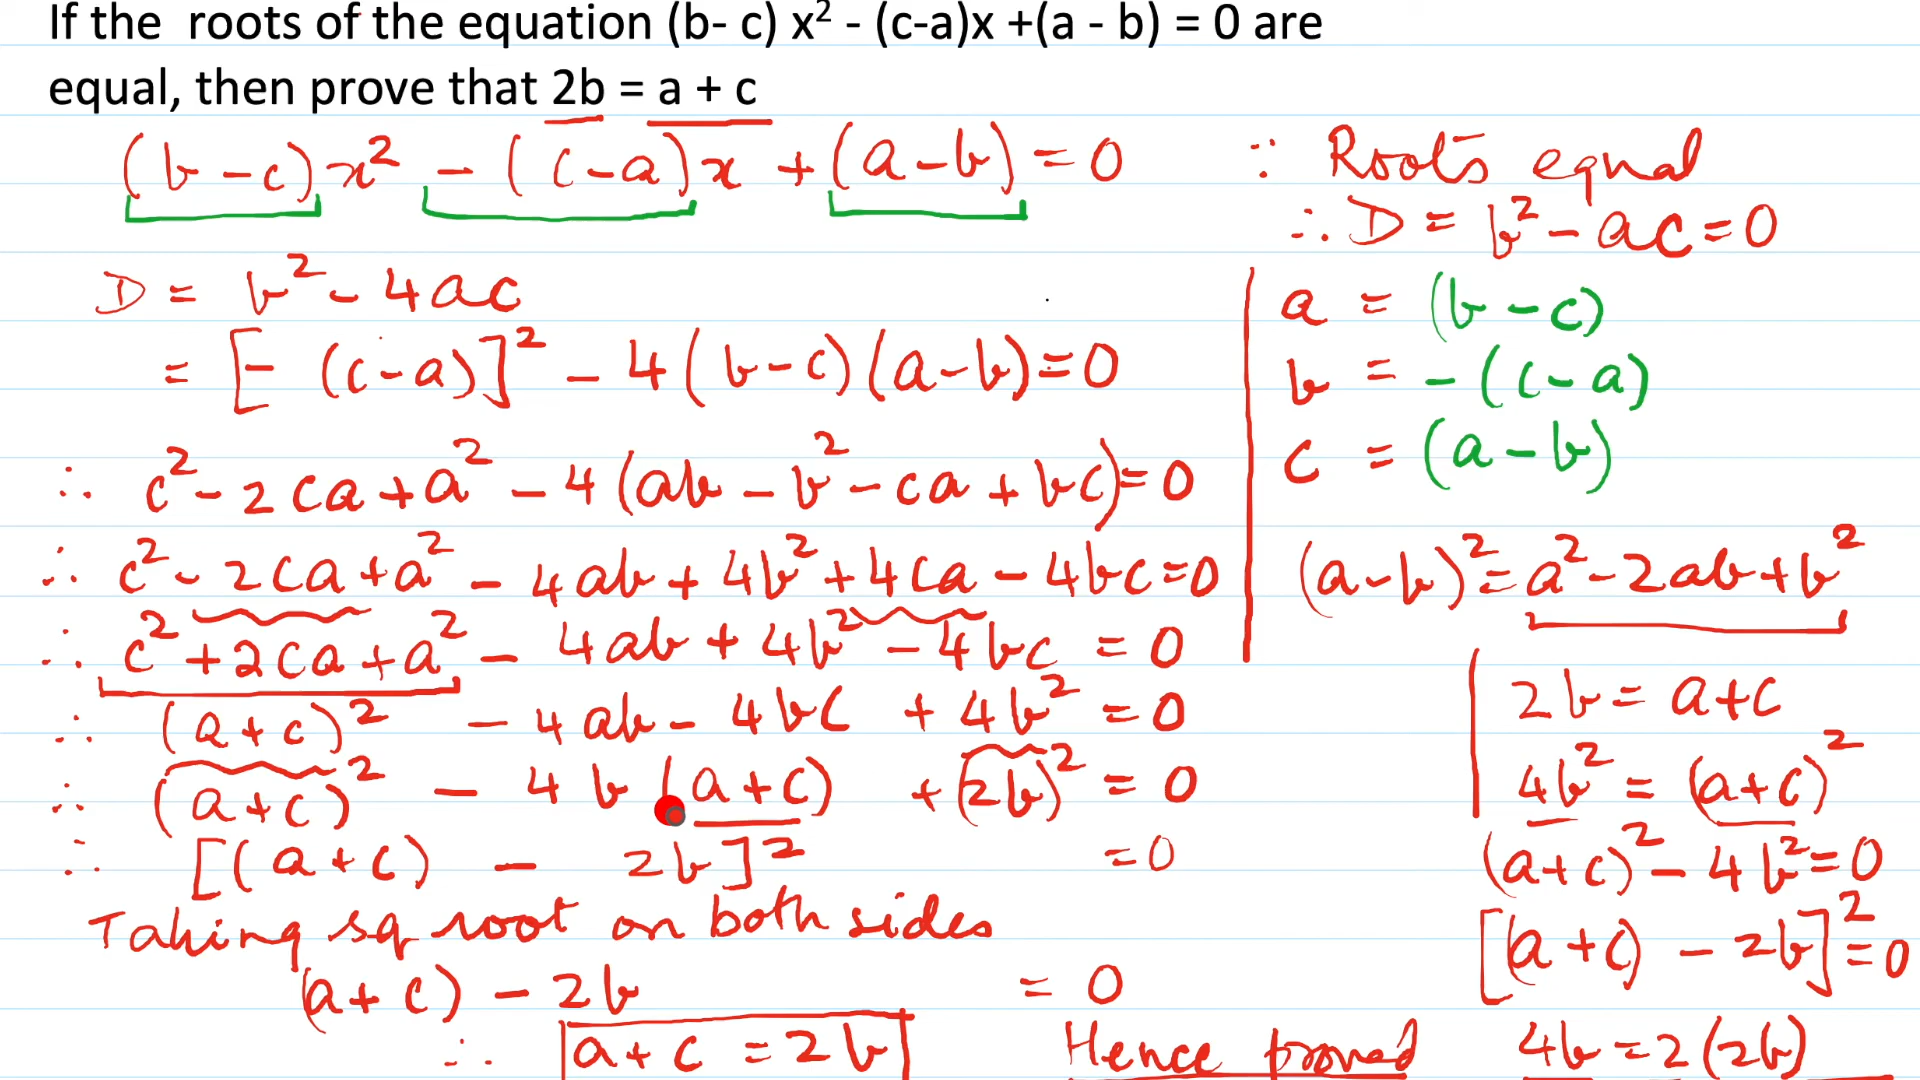 If the roots of the equation (b- c) x² - (c-a)x +(a - b) = 0 are
equal, then prove that 2b = a + c
(b-c)x² -(c-a)x +(a-b)=0
D = b²-4ac
= [-(c-a)]² - 4(b-c)(a-b)=0
∴ c²-2ca+a² -4(ab-b²-ca+bc)=0
∴ c²-2ca+a² -4ab+4b²+4ca-4bc=0
∴ c²+2ca+a² - 4ab+4b²-4bc =0
∴ (a+c)² -4ab-4bc +4b² =0
∴ (a+c)² - 4b(a+c) +(2b)² = 0
∴ [(a+c) - 2b]² =0
Taking sq root on both sides
(a+c) -2b = 0
∴ a+c =2b
Hence proved
∵ Roots equal
∴ D = b²-ac=0
a = (b-c)
b = -(c-a)
c = (a-b)
(a-b)²=a²-2ab+b²
2b= a+c
4b² = (a+c)²
(a+c)²-4b²=0
[(a+c) -2b]²=0
4b=2(2b)